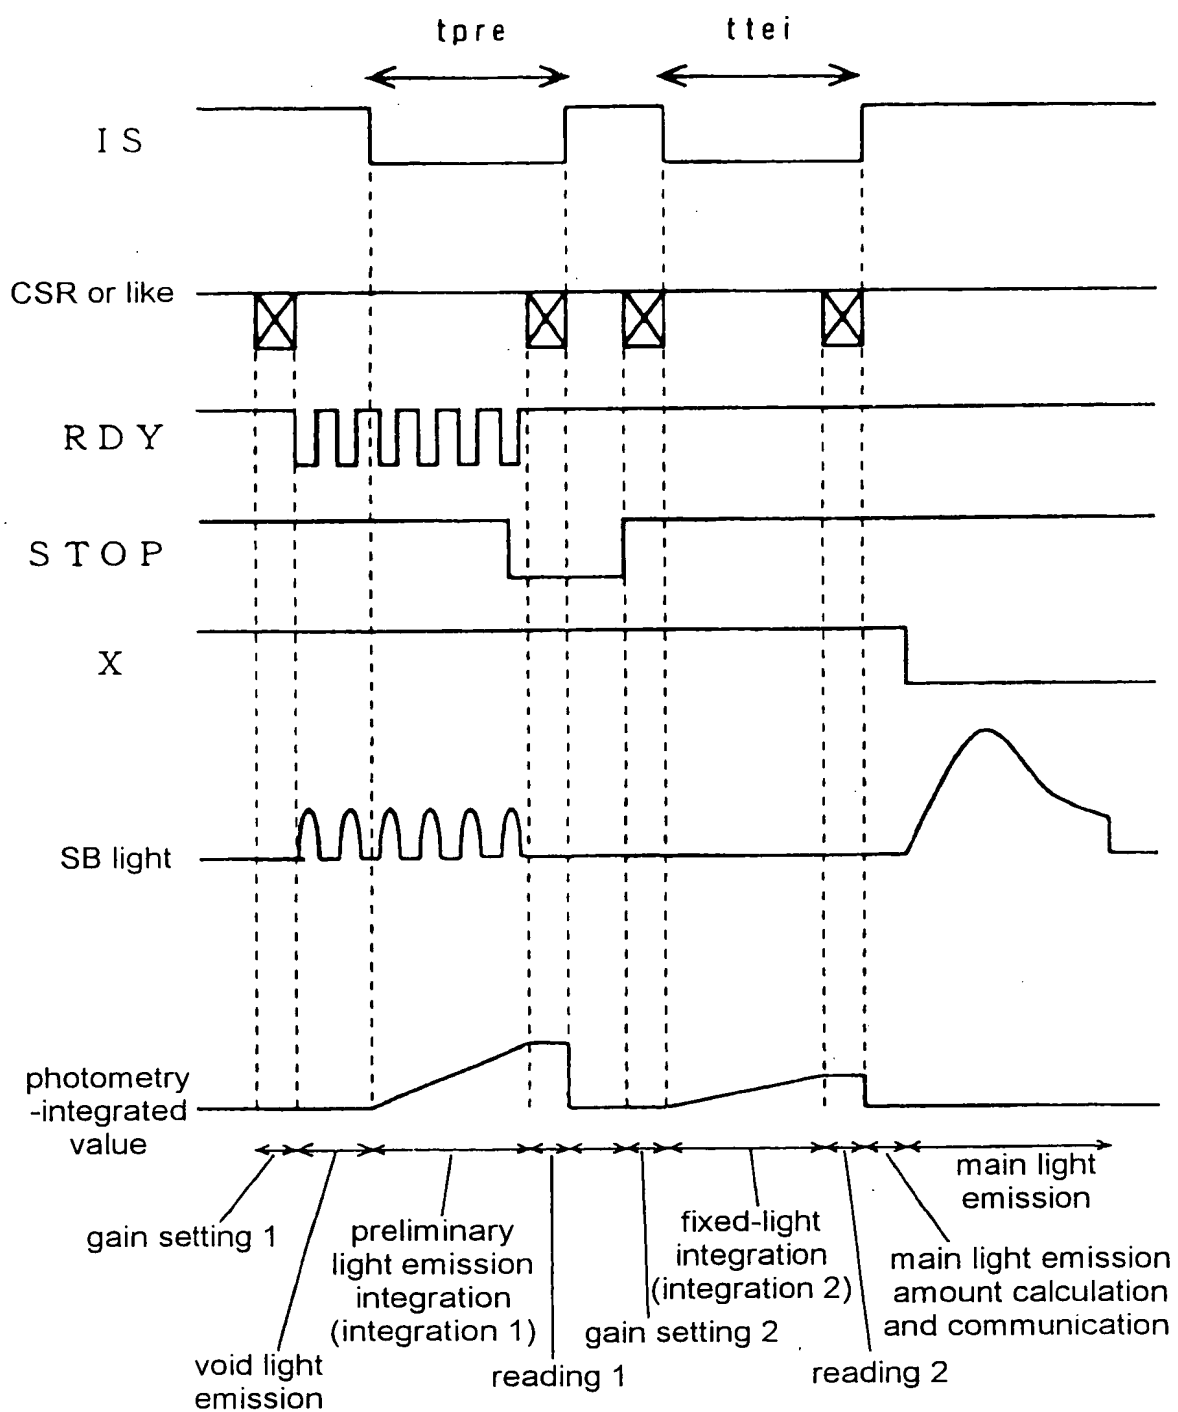 tpre
ttei
IS
CSR or like
RDY
STOP
X
SB light
photometry
-integrated
value
gain setting 1
void light
emission
preliminary
light emission
integration
(integration 1)
reading 1
gain setting 2
fixed-light
integration
(integration 2)
reading 2
main light emission
amount calculation
and communication
main light
emission